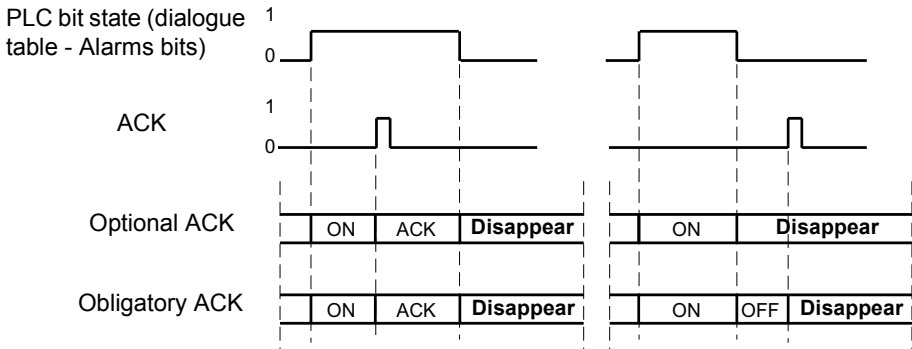 PLC bit state (dialogue
table - Alarms bits)
1
0
ACK
1
0
Optional ACK
ON ACK Disappear ON Disappear
Obligatory ACK
ON ACK Disappear ON OFF Disappear